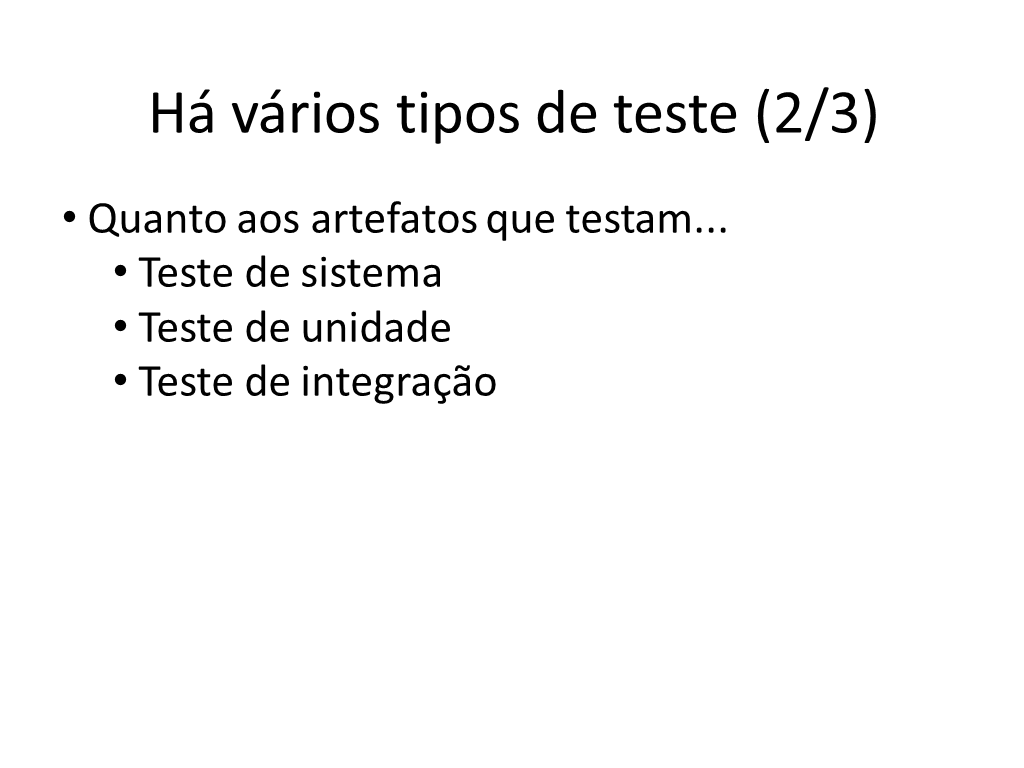 Há vários tipos de teste (2/3)
• Quanto aos artefatos que testam...
• Teste de sistema
• Teste de unidade
• Teste de integração